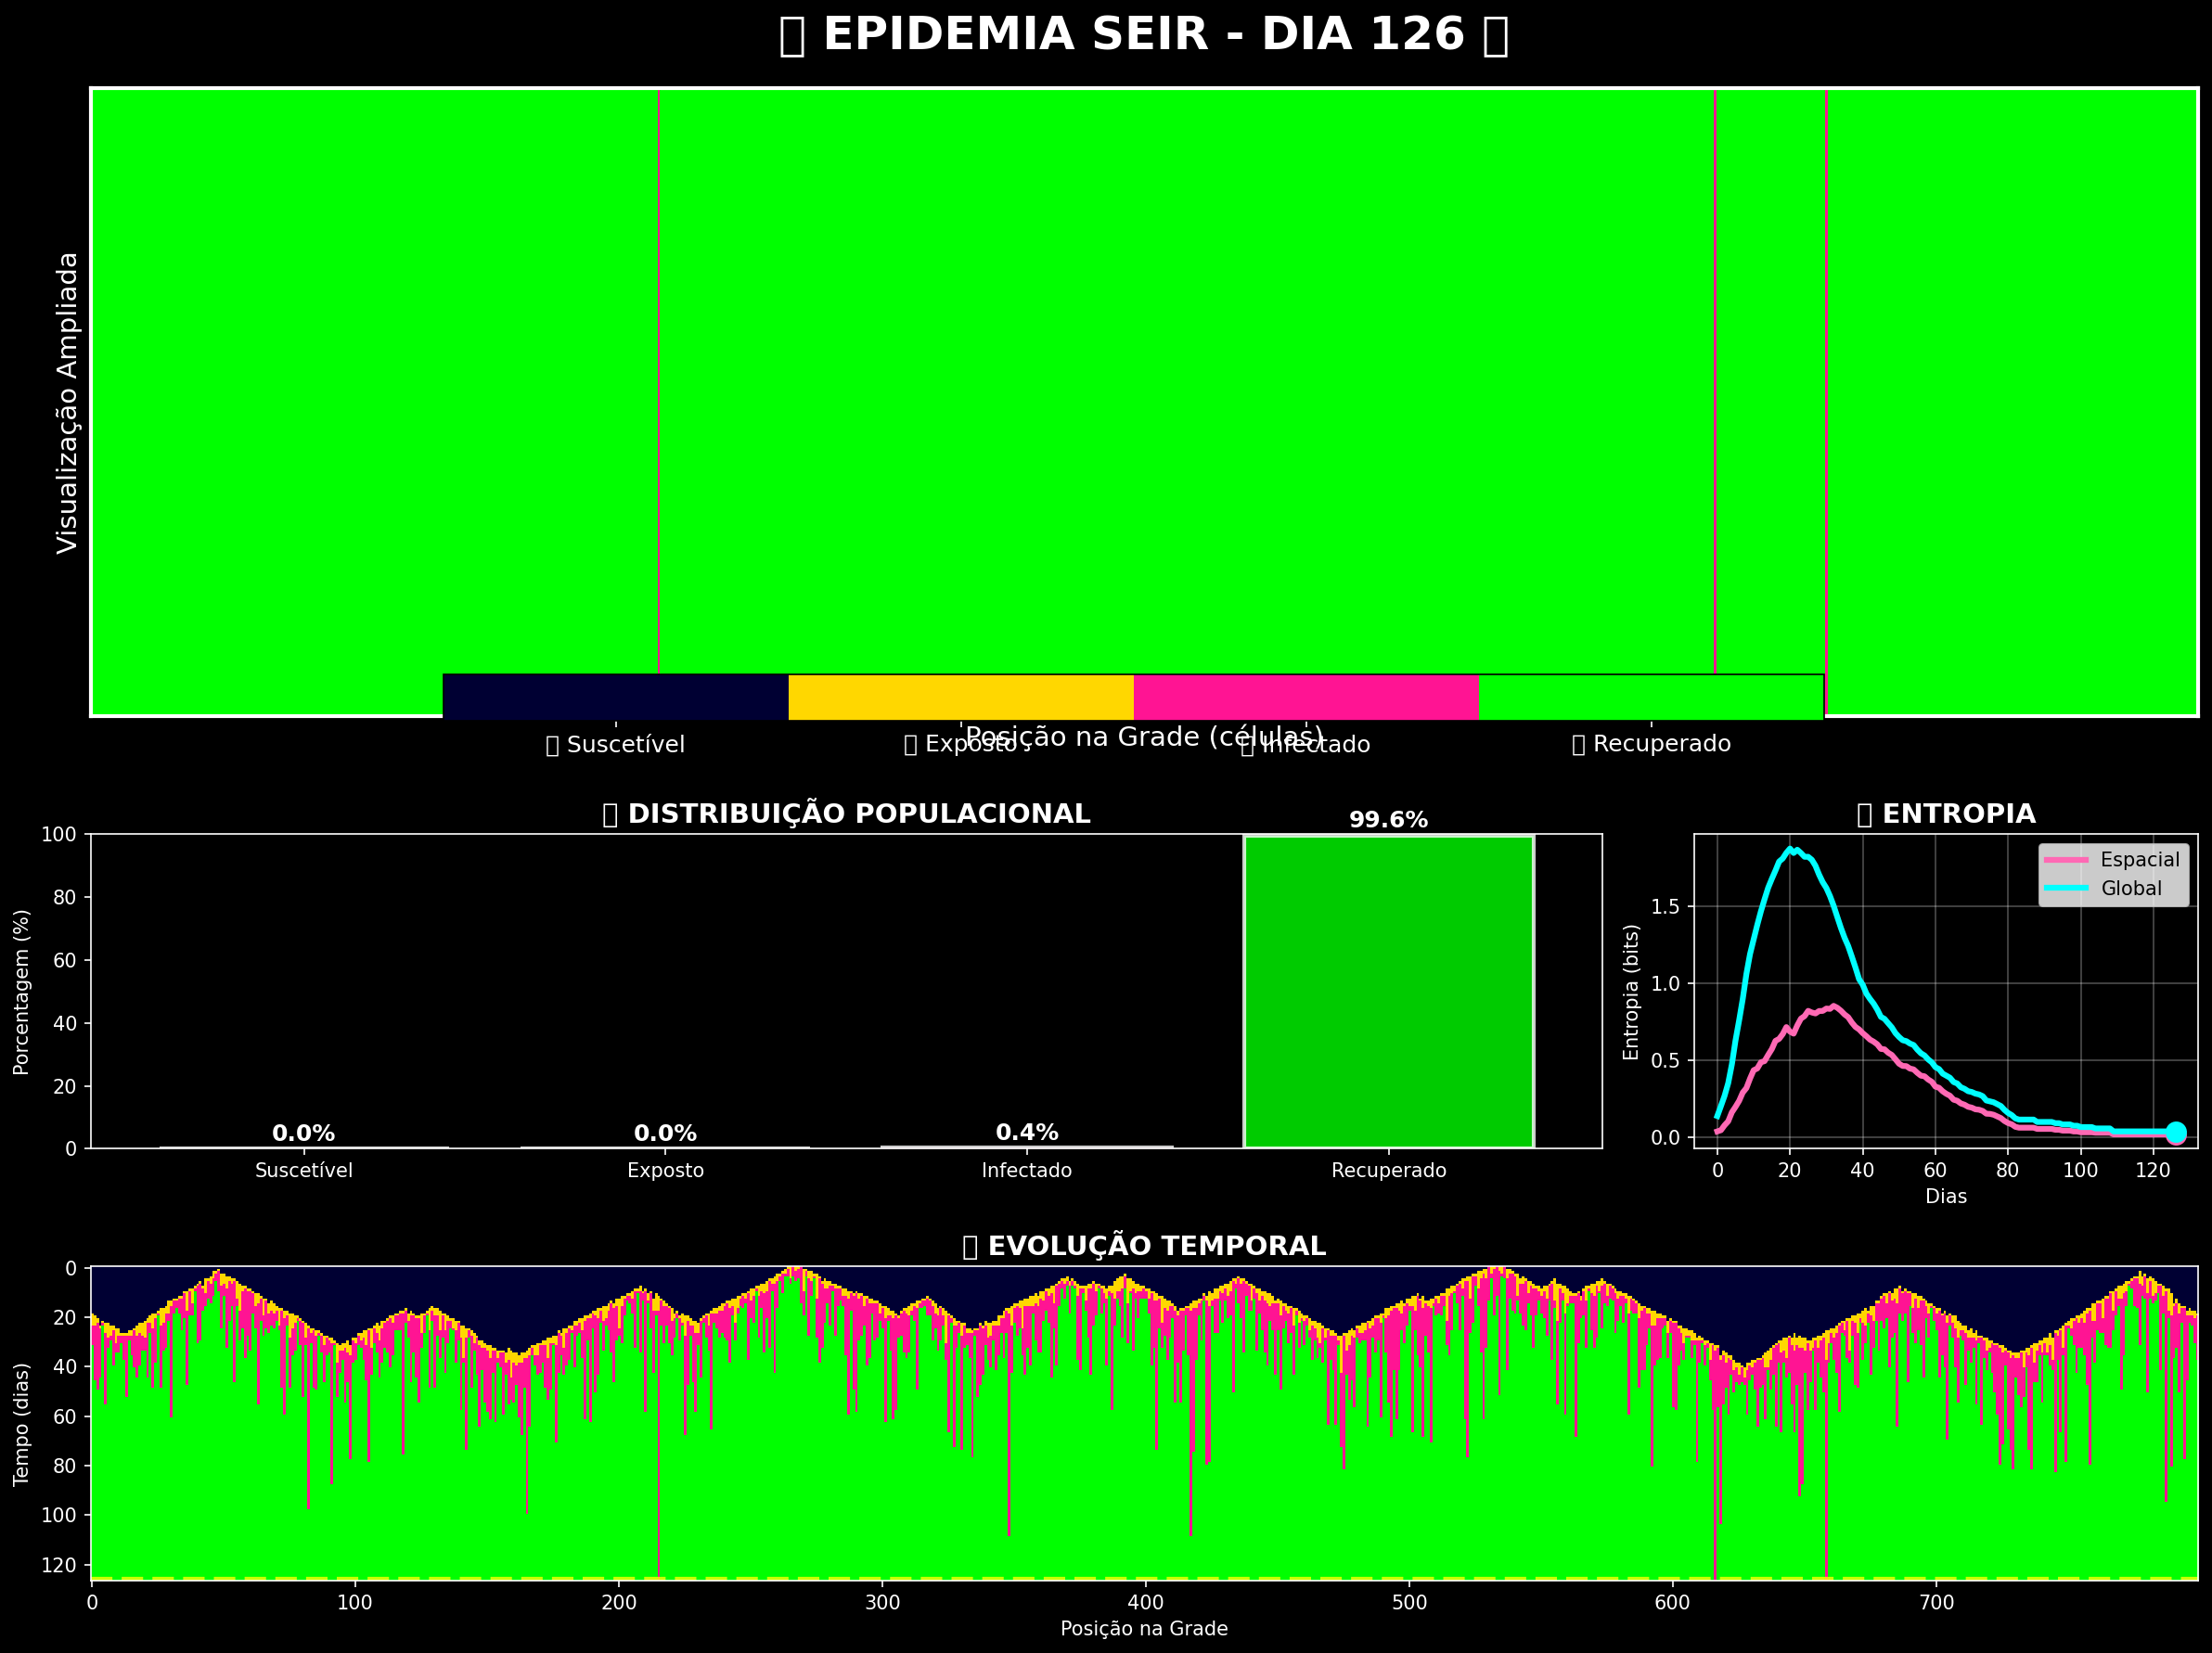 EPIDEMIA SEIR - DIA 126
Visualização Ampliada
Posição na Grade (células)
Suscetível
Exposto
Infectado
Recuperado
DISTRIBUIÇÃO POPULACIONAL
Porcentagem (%)
100
80
60
40
20
0
0.0%
0.0%
0.4%
99.6%
Suscetível
Exposto
Infectado
Recuperado
ENTROPIA
Espacial
Global
Entropia (bits)
1.5
1.0
0.5
0.0
0 20 40 60 80 100 120
Dias
EVOLUÇÃO TEMPORAL
Tempo (dias)
0
20
40
60
80
100
120
0 100 200 300 400 500 600 700
Posição na Grade